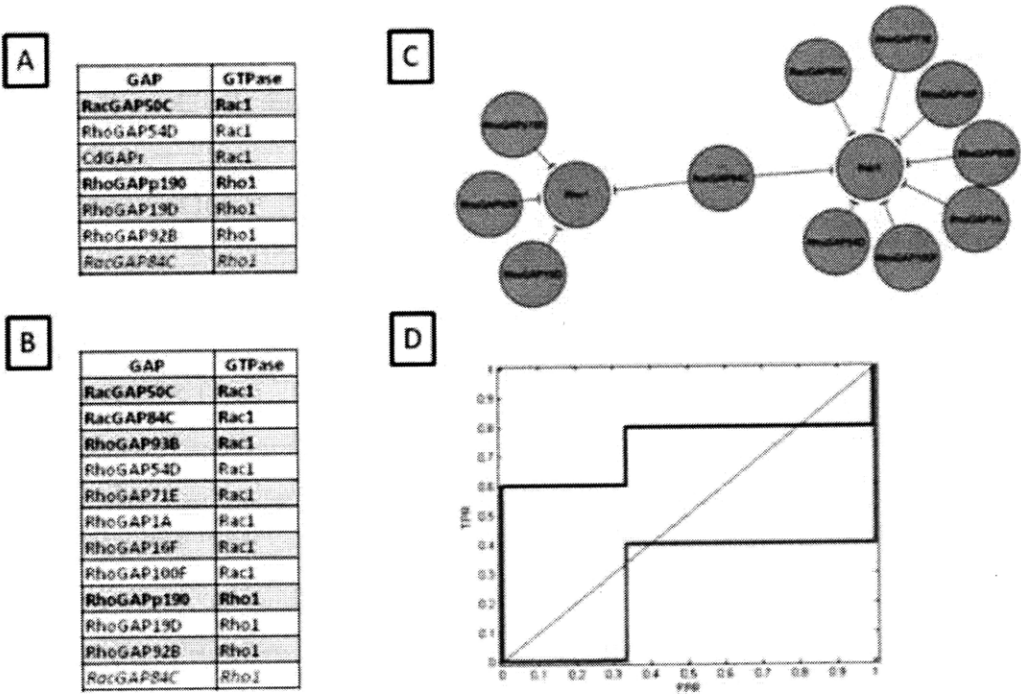 A
GAP GTPase
RacGAP50C Rac1
RhoGAP54D Rac1
CdGAPr Rac1
RhoGAPp190 Rho1
RhoGAP19D Rho1
RhoGAP92B Rho1
RacGAP84C Rho1
B
GAP GTPase
RacGAP50C Rac1
RacGAP84C Rac1
RhoGAP93B Rac1
RhoGAP54D Rac1
RhoGAP71E Rac1
RhoGAP1A Rac1
RhoGAP16F Rac1
RhoGAP100F Rac1
RhoGAPp190 Rho1
RhoGAP19D Rho1
RhoGAP92B Rho1
RacGAP84C Rho1
C
Rho1
Rac1
D
1
0.9
0.8
0.7
0.6
0.5
0.4
0.3
0.2
0.1
0
TPR
0 0.1 0.2 0.3 0.4 0.5 0.6 0.7 0.8 0.9 1
FPR